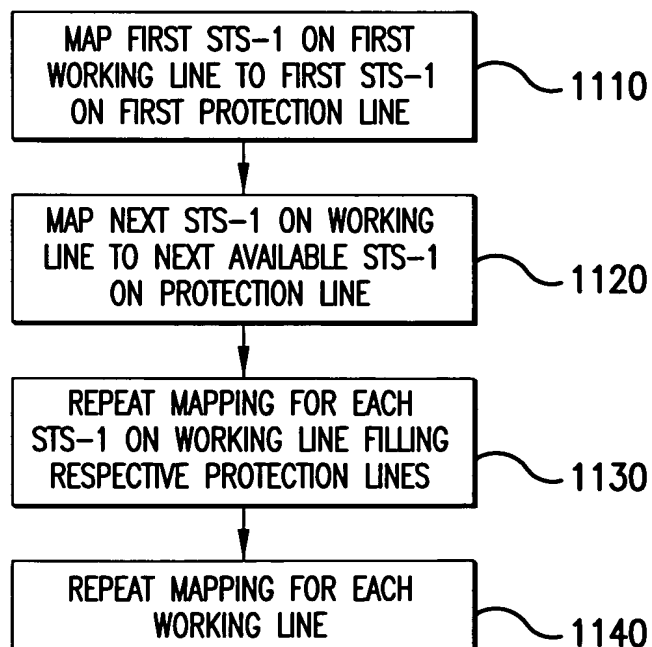 MAP FIRST STS-1 ON FIRST
WORKING LINE TO FIRST STS-1
ON FIRST PROTECTION LINE
1110
MAP NEXT STS-1 ON WORKING
LINE TO NEXT AVAILABLE STS-1
ON PROTECTION LINE
1120
REPEAT MAPPING FOR EACH
STS-1 ON WORKING LINE FILLING
RESPECTIVE PROTECTION LINES
1130
REPEAT MAPPING FOR EACH
WORKING LINE
1140